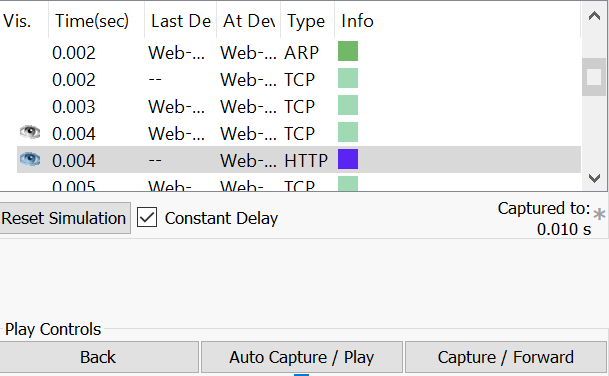 Vis. Time(sec) Last De At Dev Type Info
0.002 Web-... Web-... ARP
0.002 -- Web-... TCP
0.003 Web-... Web-... TCP
0.004 Web-... Web-... TCP
0.004 -- Web-... HTTP
0.005 Web- Web- TCP
Reset Simulation Constant Delay Captured to: *
0.010 s
Play Controls
Back Auto Capture / Play Capture / Forward